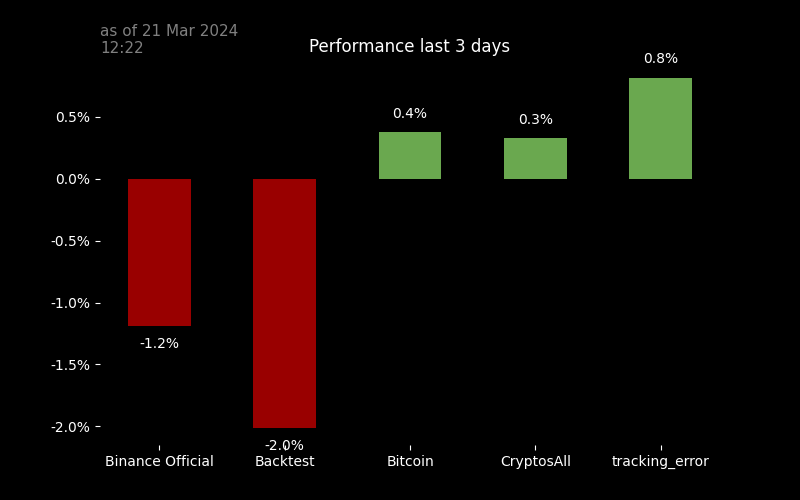 as of 21 Mar 2024
12:22
Performance last 3 days
0.8%
0.5%
0.4%
0.3%
0.0%
-0.5%
-1.0%
-1.2%
-1.5%
-2.0%
-2.0%
Binance Official
Backtest
Bitcoin
CryptosAll
tracking_error